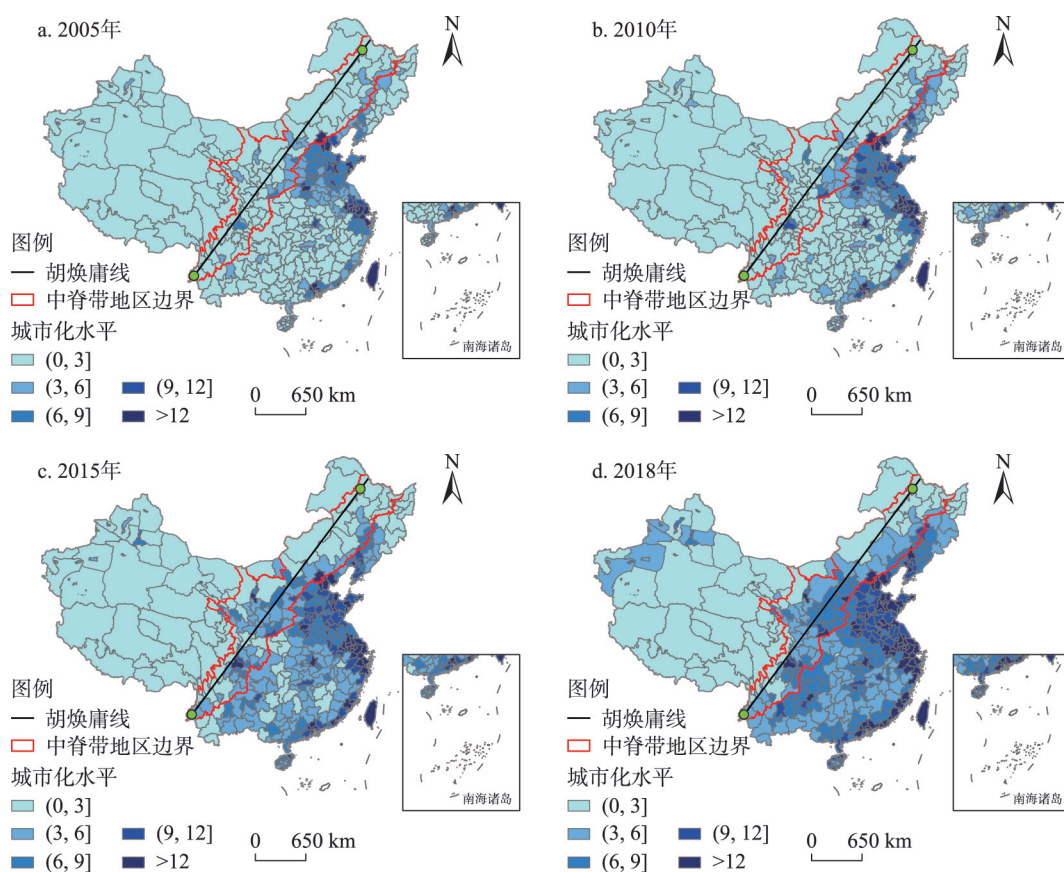 a. 2005年
N
图例
胡焕庸线
中脊带地区边界
城市化水平
(0, 3]
(3, 6] (9, 12]
(6, 9] >12
0 650 km
南海诸岛
b. 2010年
N
图例
胡焕庸线
中脊带地区边界
城市化水平
(0, 3]
(3, 6] (9, 12]
(6, 9] >12
0 650 km
南海诸岛
c. 2015年
N
图例
胡焕庸线
中脊带地区边界
城市化水平
(0, 3]
(3, 6] (9, 12]
(6, 9] >12
0 650 km
南海诸岛
d. 2018年
N
图例
胡焕庸线
中脊带地区边界
城市化水平
(0, 3]
(3, 6] (9, 12]
(6, 9] >12
0 650 km
南海诸岛